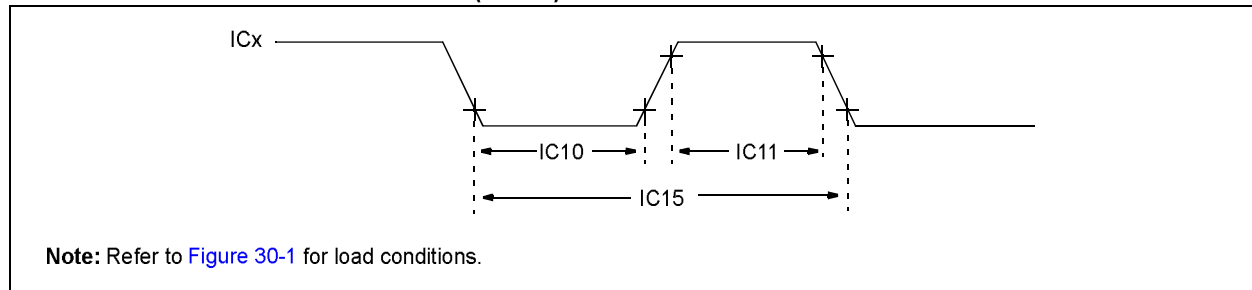 ICx
IC10
IC11
IC15
Note: Refer to Figure 30-1 for load conditions.